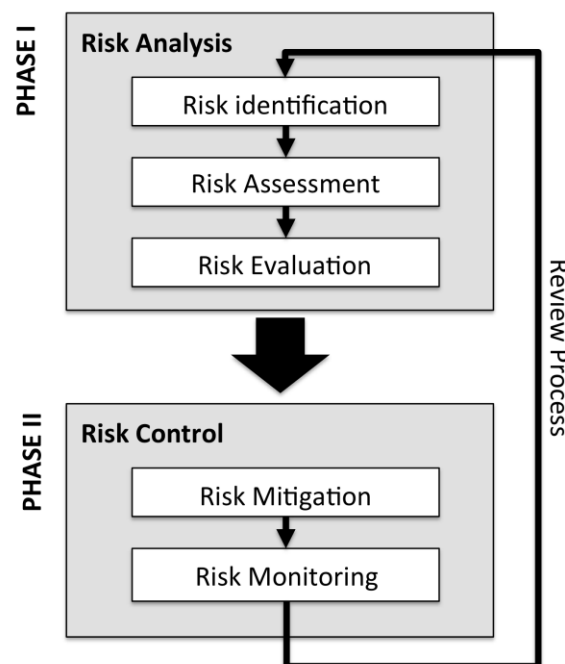 PHASE I
Risk Analysis
Risk identification
Risk Assessment
Risk Evaluation
Review Process
PHASE II
Risk Control
Risk Mitigation
Risk Monitoring